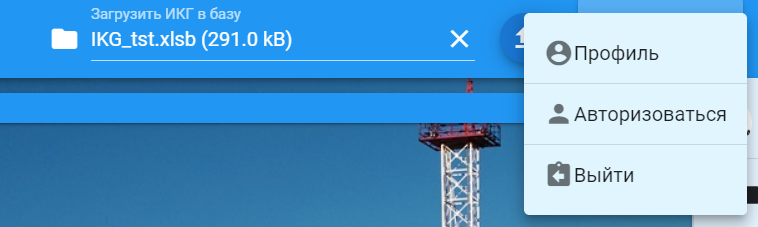 Загрузить ИКГ в базу
IKG_tst.xlsb (291.0 kB)
Профиль
Авторизоваться
Выйти